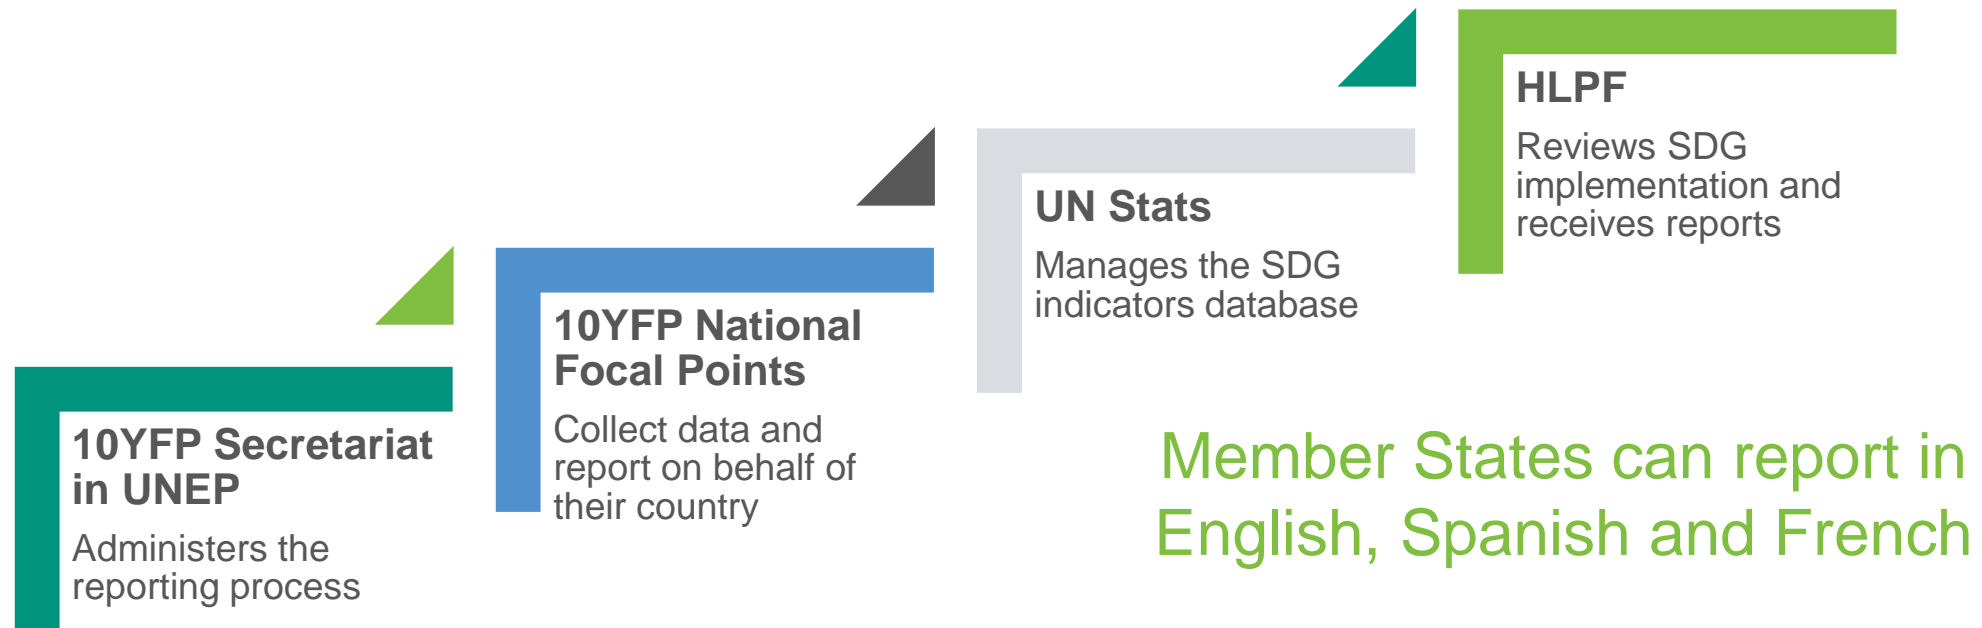 10YFP Secretariat
in UNEP
Administers the
reporting process
10YFP National
Focal Points
Collect data and
report on behalf of
their country
UN Stats
Manages the SDG
indicators database
HLPF
Reviews SDG
implementation and
receives reports
Member States can report in
English, Spanish and French